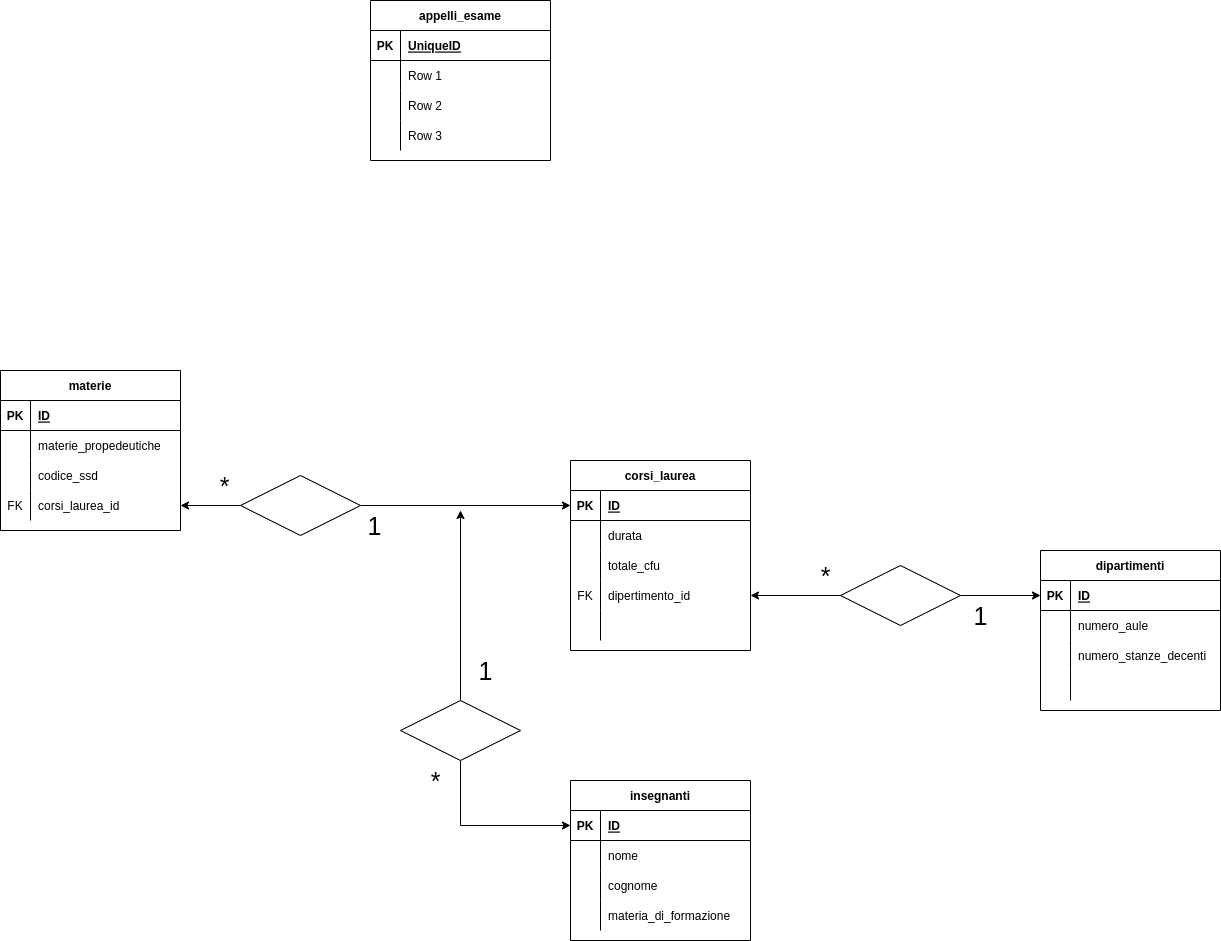 appelli_esame
PK UniqueID
Row 1
Row 2
Row 3
materie
PK ID
materie_propedeutiche
codice_ssd
FK corsi_laurea_id
*
1
corsi_laurea
PK ID
durata
totale_cfu
FK dipertimento_id
*
1
dipartimenti
PK ID
numero_aule
numero_stanze_decenti
1
*
insegnanti
PK ID
nome
cognome
materia_di_formazione